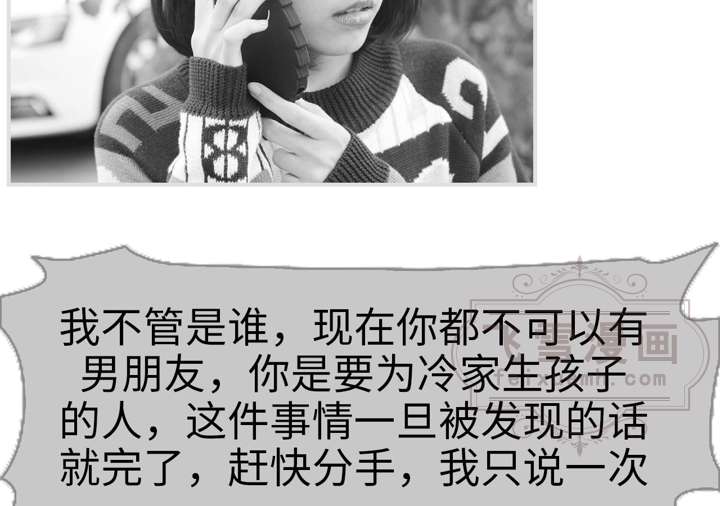 我不管是谁，现在你都不可以有
男朋友，你是要为冷家生孩子
的人，这件事情一旦被发现的话
就完了，赶快分手，我只说一次